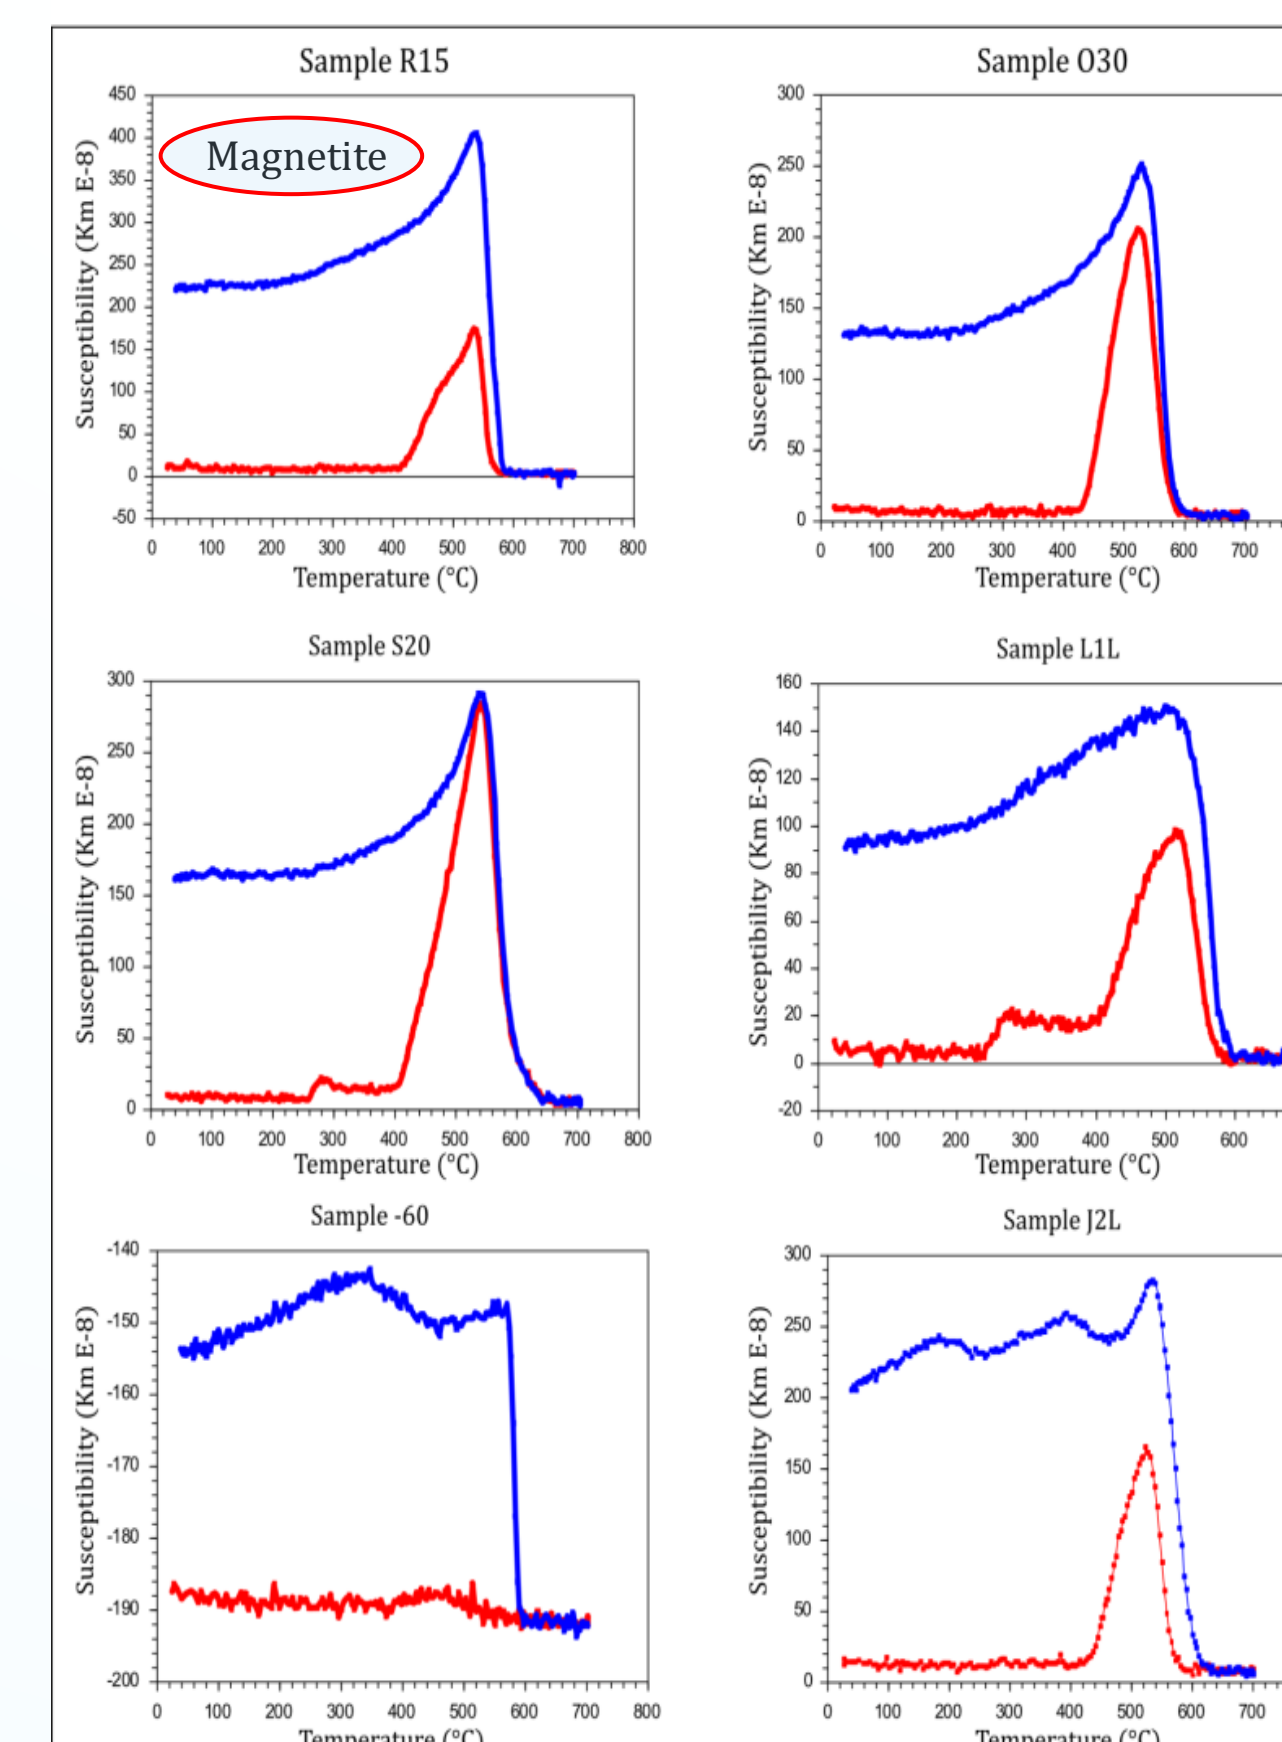 Sample R15
Sample O30
450
400
350
300
250
200
150
100
50
0
-50
Susceptibility (Km E-8)
Magnetite
0 100 200 300 400 500 600 700 800
Temperature (°C)
300
250
200
150
100
50
0
Susceptibility (Km E-8)
0 100 200 300 400 500 600 700
Temperature (°C)
Sample S20
Sample L1L
300
250
200
150
100
50
0
Susceptibility (Km E-8)
0 100 200 300 400 500 600 700 800
Temperature (°C)
160
140
120
100
80
60
40
20
0
-20
Susceptibility (Km E-8)
0 100 200 300 400 500 600
Temperature (°C)
Sample -60
Sample J2L
-140
-150
-160
-170
-180
-190
-200
Susceptibility (Km E-8)
0 100 200 300 400 500 600 700 800
Temperature (°C)
300
250
200
150
100
50
0
Susceptibility (Km E-8)
0 100 200 300 400 500 600 700
Temperature (°C)